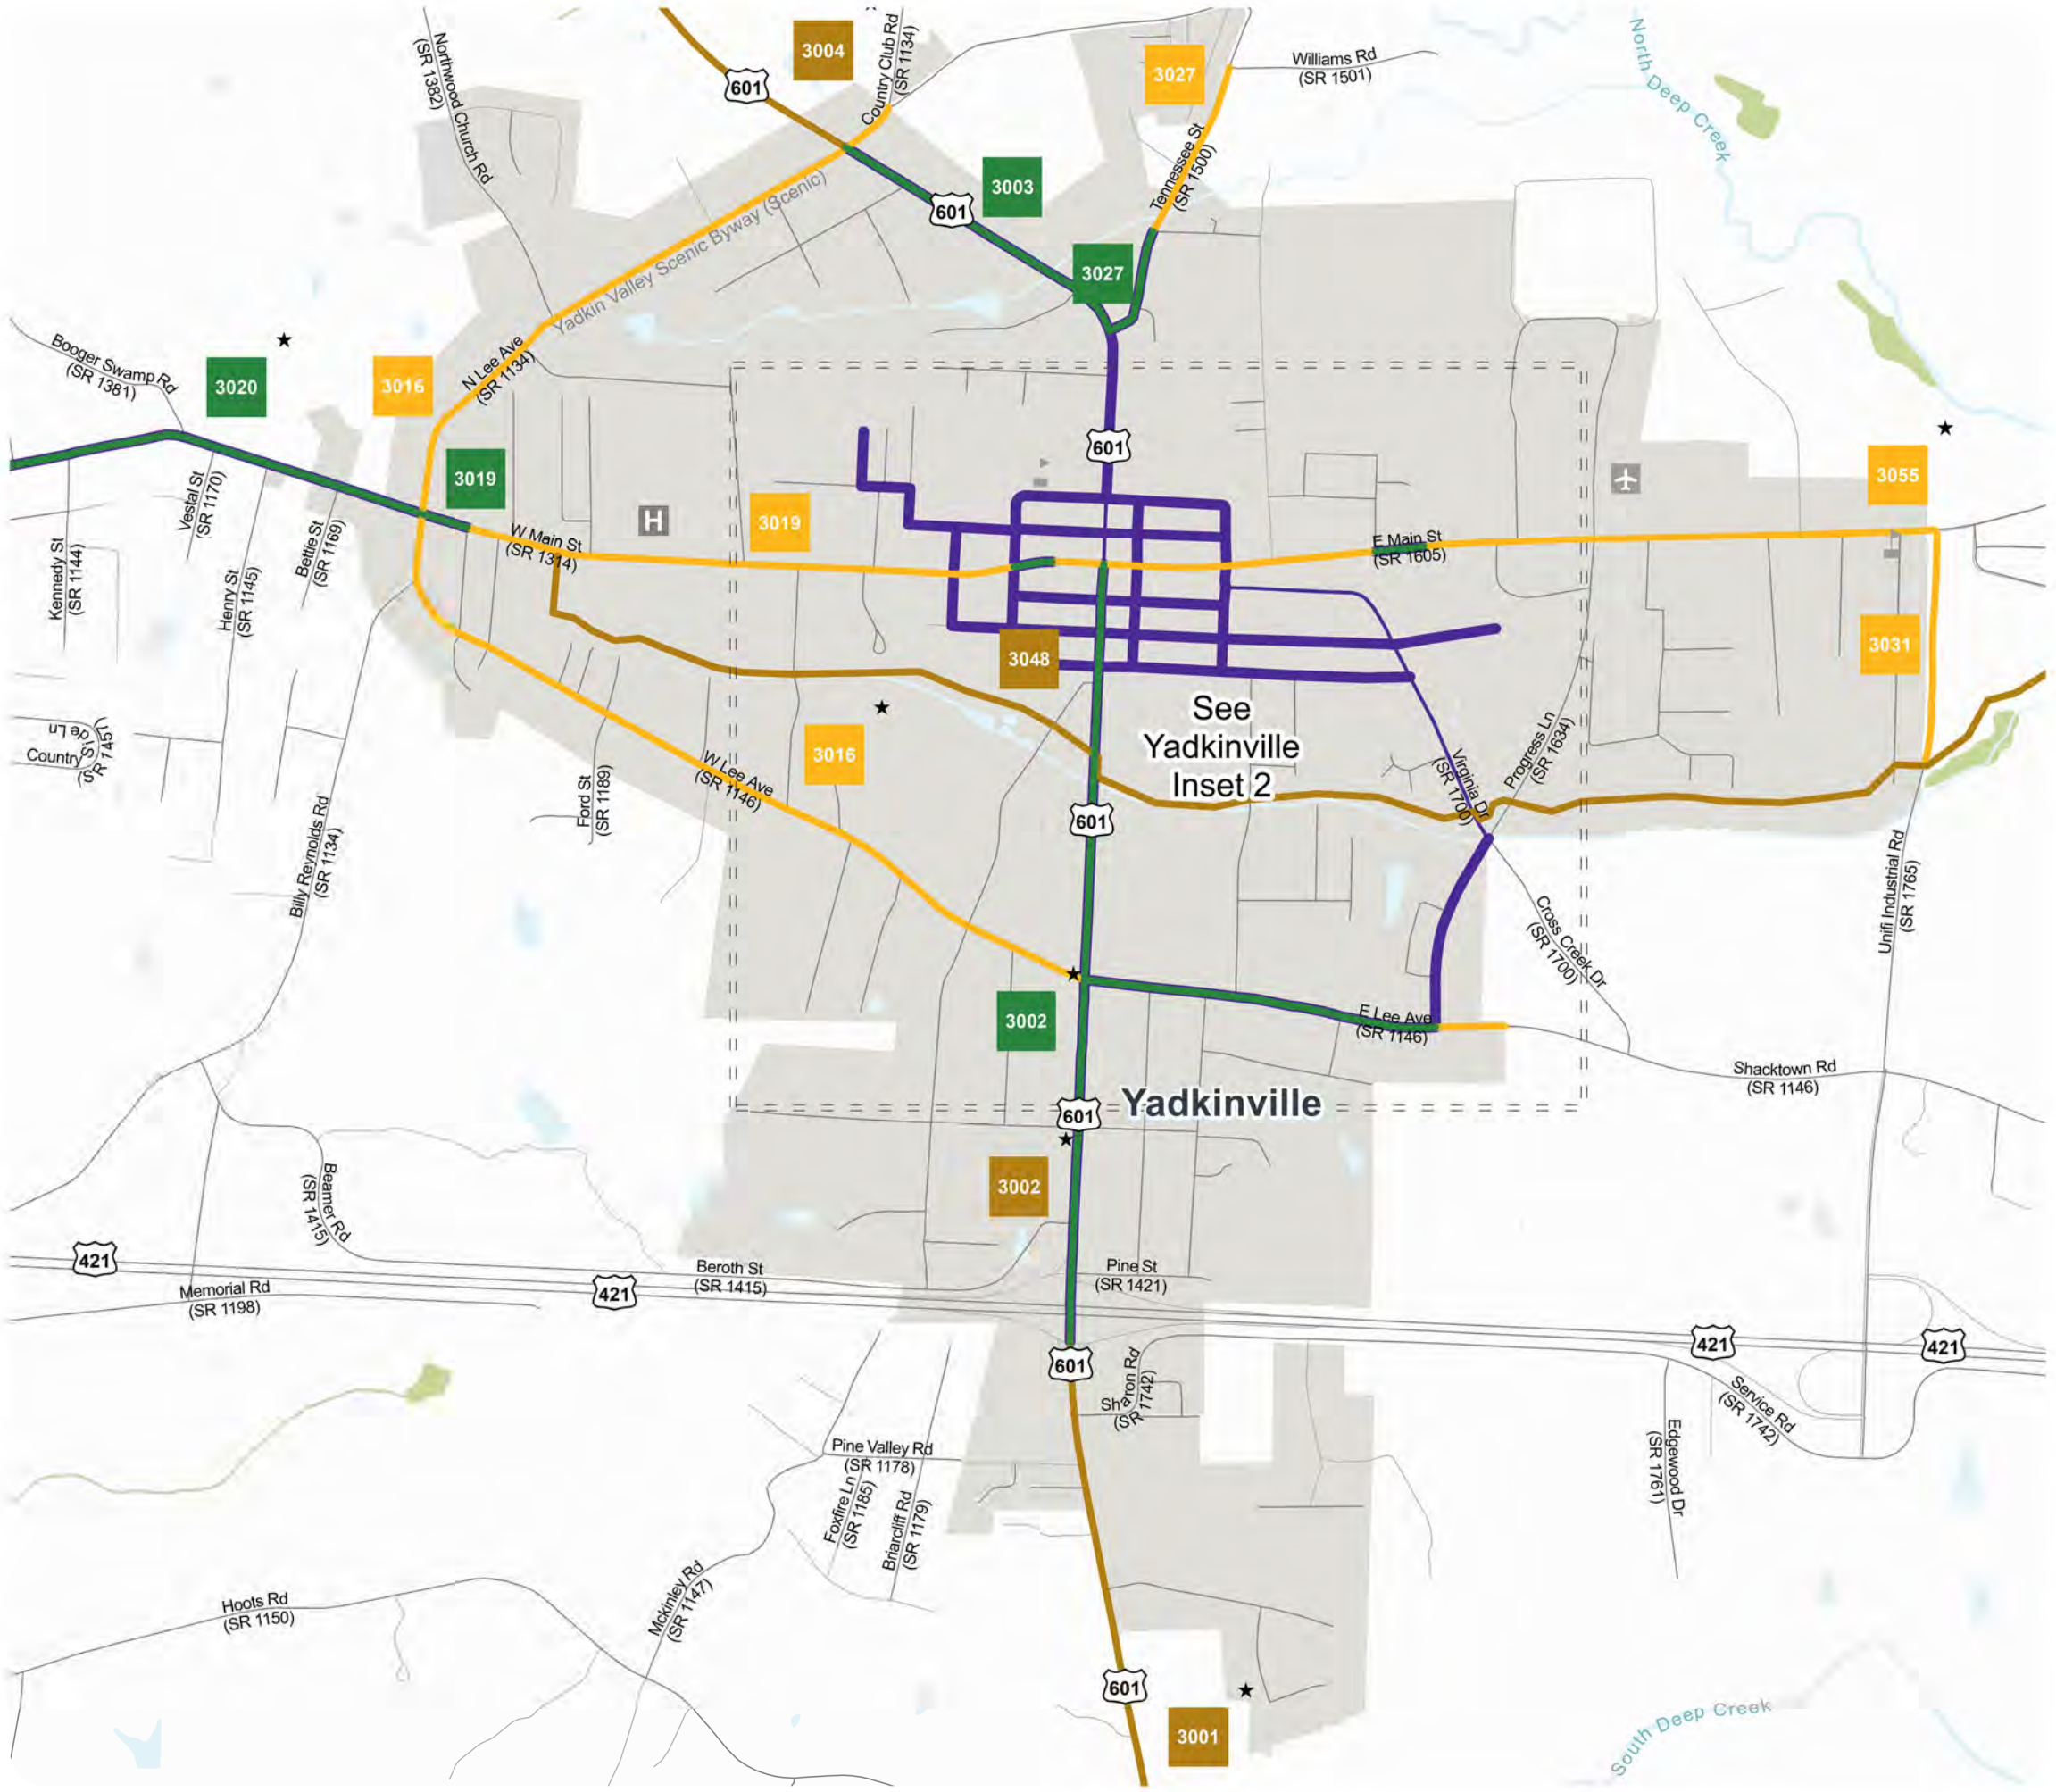 Northwood Church Rd
(SR 1382)
601
3004
Country Club Rd
(SR 1134)
3027
Williams Rd
(SR 1501)
North Deep Creek
3003
601
Tennessee St
(SR 1500)
Yadkin Valley Scenic Byway (Scenic)
3027
Booger Swamp Rd
(SR 1381)
3020
3016
N Lee Ave
(SR 1134)
601
3019
3055
Vestal St
(SR 1170)
Bettie St
(SR 1169)
H
3019
W Main St
(SR 1314)
E Main St
(SR 1605)
Kennedy St
(SR 1144)
Henry St
(SR 1145)
3031
3048
See
Yadkinville
Inset 2
Country Side Ln
(SR 1451)
3016
W Lee Ave
(SR 1146)
Ford St
(SR 1189)
601
Virginia Dr
(SR 1700)
Progress Ln
(SR 1634)
Billy Reynolds Rd
(SR 1134)
Unifi Industrial Rd
(SR 1765)
Cross Creek Dr
(SR 1700)
3002
E Lee Ave
(SR 1146)
Shacktown Rd
(SR 1146)
601
Yadkinville
3002
Beamer Rd
(SR 1415)
421
Memorial Rd
(SR 1198)
421
Beroth St
(SR 1415)
Pine St
(SR 1421)
601
421
421
Sharon Rd
(SR 1742)
Service Rd
(SR 1742)
Edgewood Dr
(SR 1761)
Pine Valley Rd
(SR 1178)
Foxfire Ln
(SR 1185)
Briarcliff Rd
(SR 1179)
Mckinley Rd
(SR 1147)
Hoots Rd
(SR 1150)
601
3001
South Deep Creek